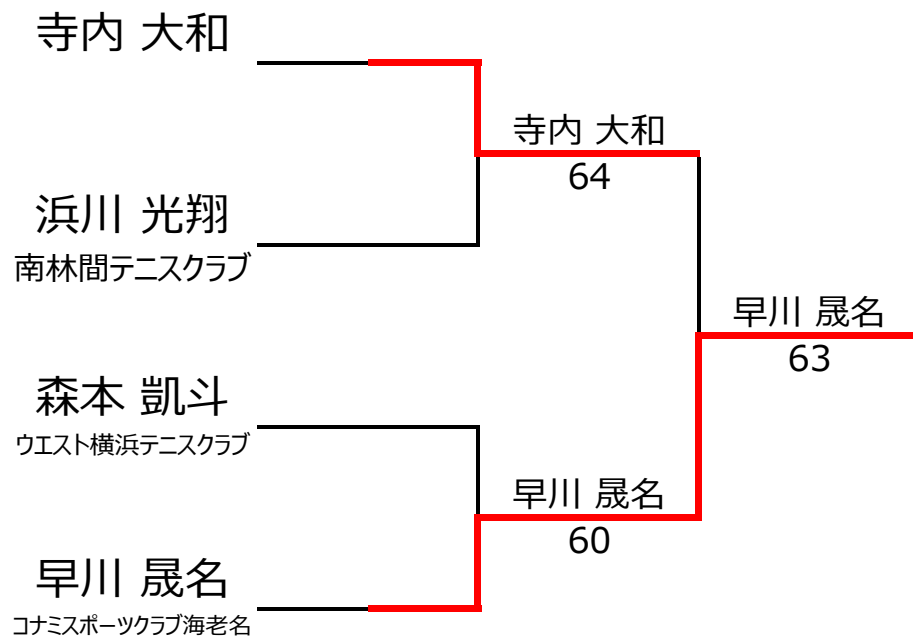 寺内 大和
寺内 大和
64
浜川 光翔
南林間テニスクラブ
早川 晟名
63
森本 凱斗
ウエスト横浜テニスクラブ
早川 晟名
60
早川 晟名
コナミスポーツクラブ海老名